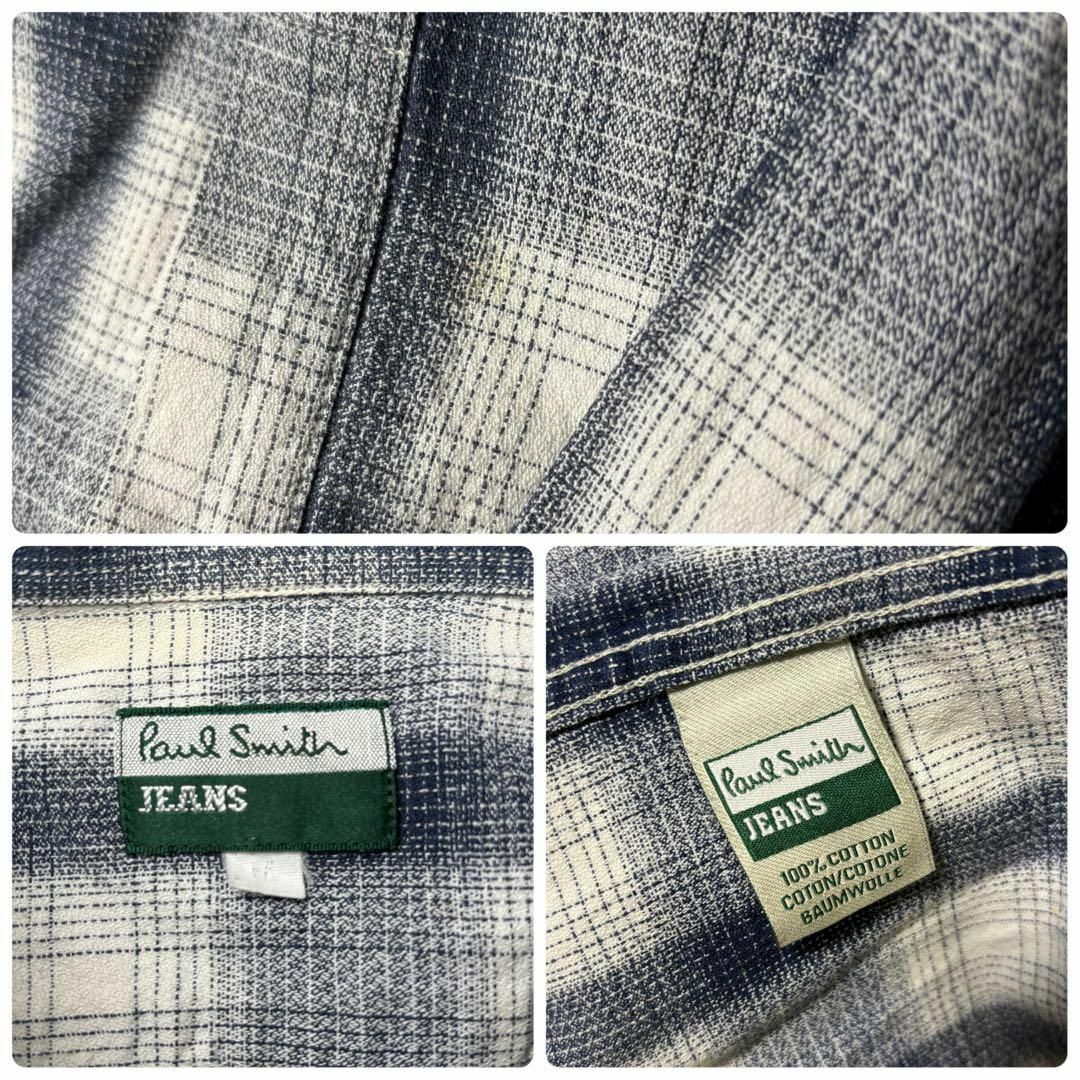 Paul Smith
JEANS
Paul Smith
JEANS
100% COTTON
COTON/COTONE
BAUMWOLLE